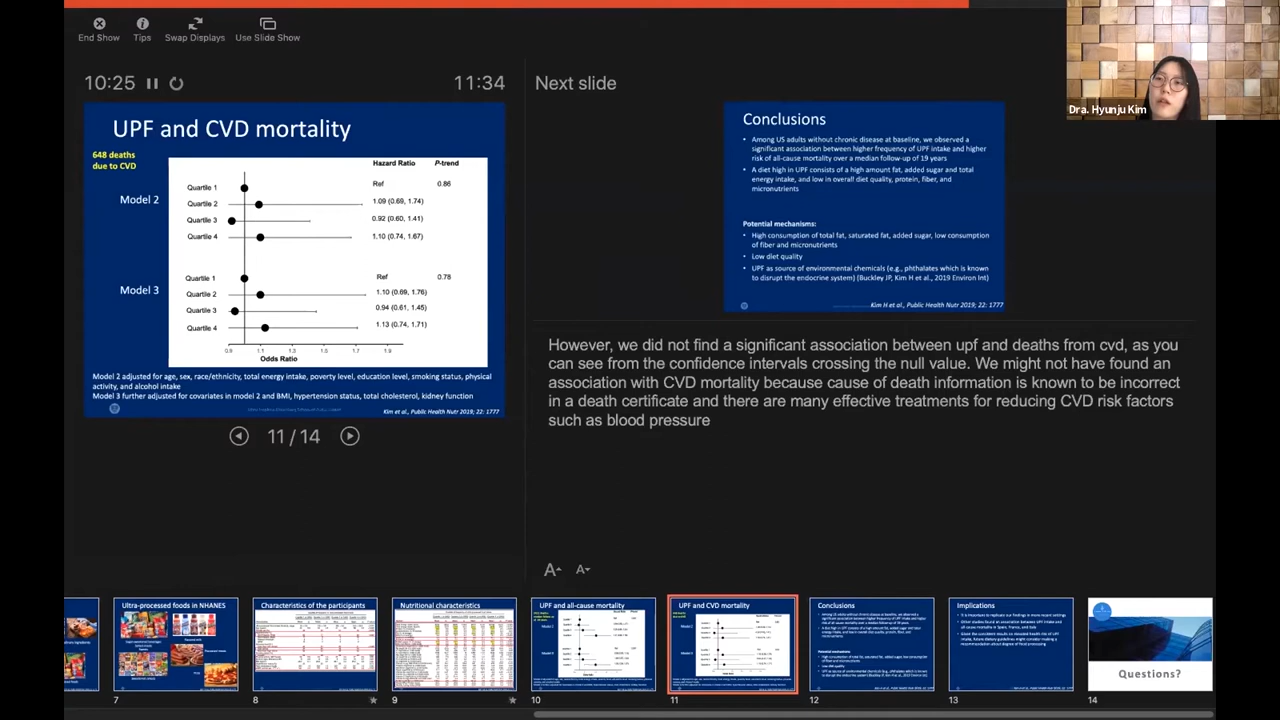 End Show
Tips
Swap Displays
Use Slide Show
Dra. Hyunju Kim
10:25
11:34
UPF and CVD mortality
648 deaths
due to CVD
Hazard Ratio P-trend
Model 2
Quartile 1 Ref 0.86
Quartile 2 1.09 (0.69, 1.74)
Quartile 3 0.92 (0.60, 1.41)
Quartile 4 1.10 (0.74, 1.67)
Model 3
Quartile 1 Ref 0.78
Quartile 2 1.10 (0.69, 1.76)
Quartile 3 0.94 (0.61, 1.45)
Quartile 4 1.13 (0.74, 1.71)
0.9 1.1 1.3 1.5 1.7 1.9
Odds Ratio
Model 2 adjusted for age, sex, race/ethnicity, total energy intake, poverty level, education level, smoking status, physical
activity, and alcohol intake
Model 3 further adjusted for covariates in model 2 and BMI, hypertension status, total cholesterol, kidney function
Kim et al., Public Health Nutr 2019; 22: 1777
11 / 14
Next slide
Conclusions
• Among US adults without chronic disease at baseline, we observed a
significant association between higher frequency of UPF intake and higher
risk of all-cause mortality over a median follow-up of 19 years
• A diet high in UPF consists of a high amount fat, added sugar and total
energy intake, and low in overall diet quality, protein, fiber, and
micronutrients
Potential mechanisms:
• High consumption of total fat, saturated fat, added sugar, low consumption
of fiber and micronutrients
• Low diet quality
• UPF as source of environmental chemicals (e.g., phthalates which is known
to disrupt the endocrine system) (Buckley JP, Kim H et al., 2019 Environ Int)
Kim H et al., Public Health Nutr 2019; 22: 1777
However, we did not find a significant association between upf and deaths from cvd, as you
can see from the confidence intervals crossing the null value. We might not have found an
association with CVD mortality because cause of death information is known to be incorrect
in a death certificate and there are many effective treatments for reducing CVD risk factors
such as blood pressure
A A
Ultra-processed foods in NHANES
Characteristics of the participants
Nutritional characteristics
UPF and all-cause mortality
UPF and CVD mortality
Conclusions
Implications
Questions?
7 8 9 10 11 12 13 14